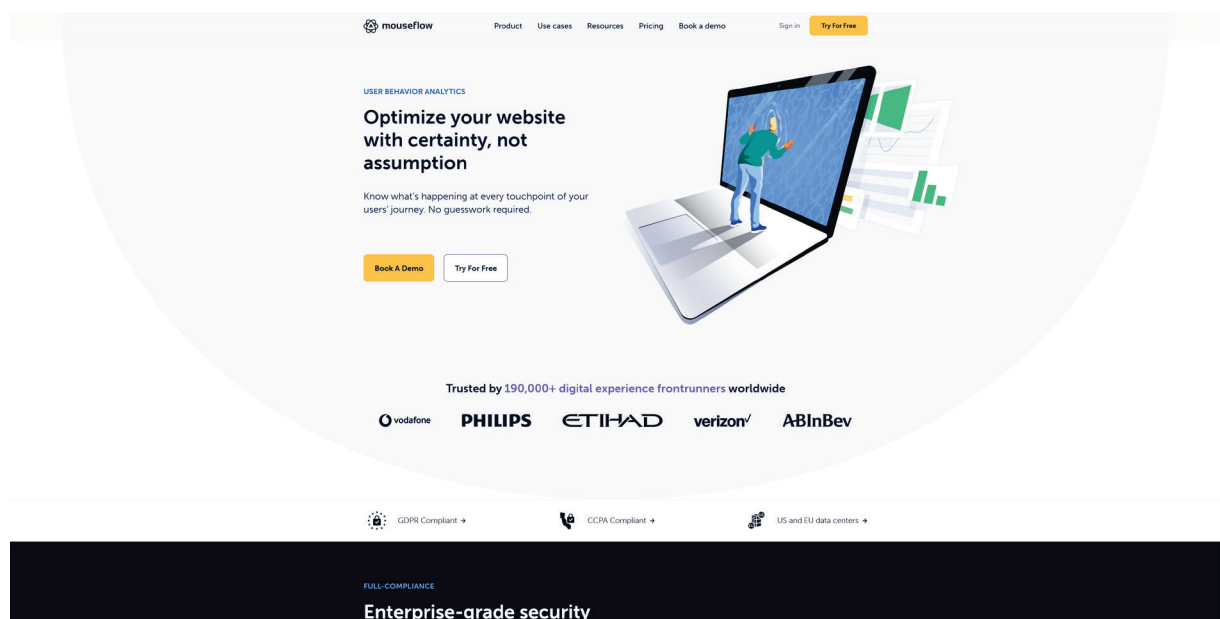 mouseflow
Product Use cases Resources Pricing Book a demo Sign in Try For Free
USER BEHAVIOR ANALYTICS
Optimize your website
with certainty, not
assumption
Know what's happening at every touchpoint of your
users' journey. No guesswork required.
Book A Demo Try For Free
Trusted by 190,000+ digital experience frontrunners worldwide
vodafone PHILIPS ETIHAD verizon✓ ABInBev
GDPR Compliant → CCPA Compliant → US and EU data centers →
FULL-COMPLIANCE
Enterprise-grade security